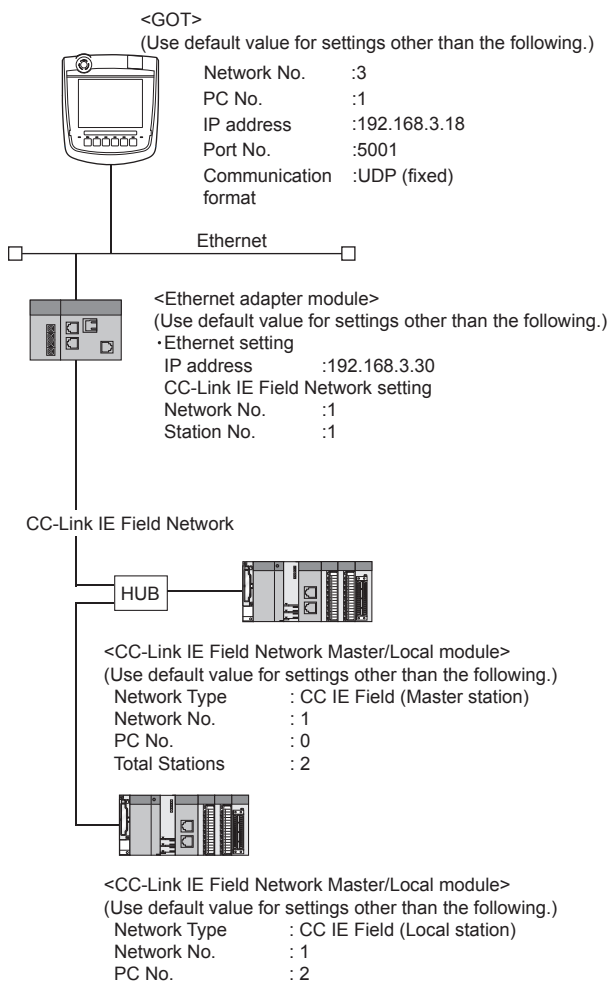 <GOT>
(Use default value for settings other than the following.)
Network No. :3
PC No. :1
IP address :192.168.3.18
Port No. :5001
Communication :UDP (fixed)
format
Ethernet
<Ethernet adapter module>
(Use default value for settings other than the following.)
・Ethernet setting
IP address :192.168.3.30
CC-Link IE Field Network setting
Network No. :1
Station No. :1
CC-Link IE Field Network
HUB
<CC-Link IE Field Network Master/Local module>
(Use default value for settings other than the following.)
Network Type : CC IE Field (Master station)
Network No. : 1
PC No. : 0
Total Stations : 2
<CC-Link IE Field Network Master/Local module>
(Use default value for settings other than the following.)
Network Type : CC IE Field (Local station)
Network No. : 1
PC No. : 2